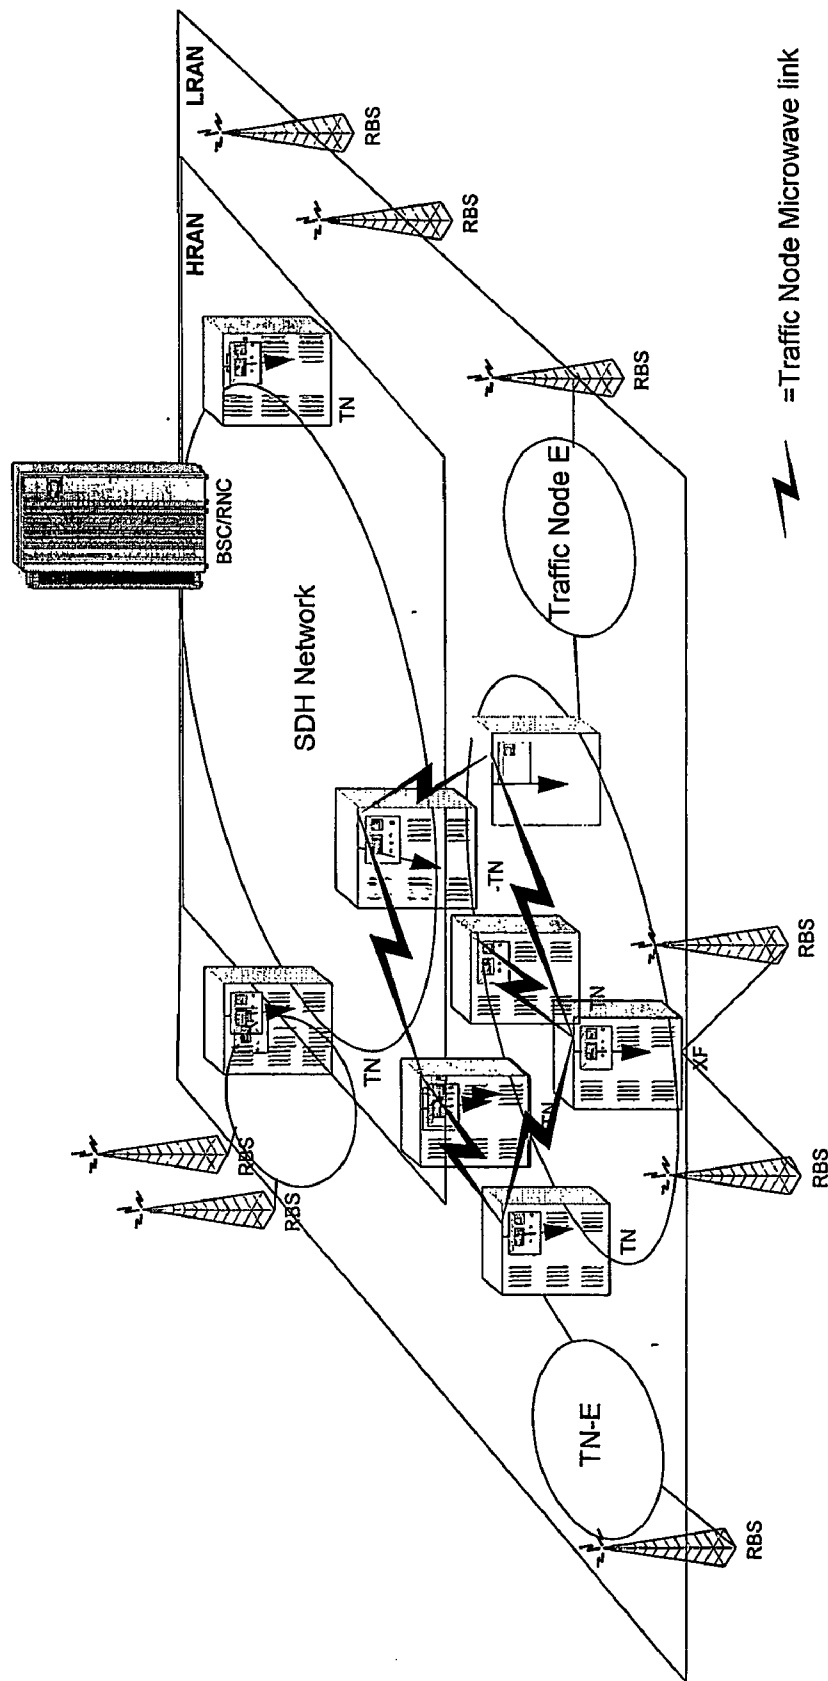 LRAN
HRAN
RBS
RBS
BSC/RNC
TN
SDH Network
RBS
Traffic Node E
-TN
TN
RBS
TN
TN
XF
RBS
RBS
RBS
TN
RBS
TN-E
RBS
=Traffic Node Microwave link